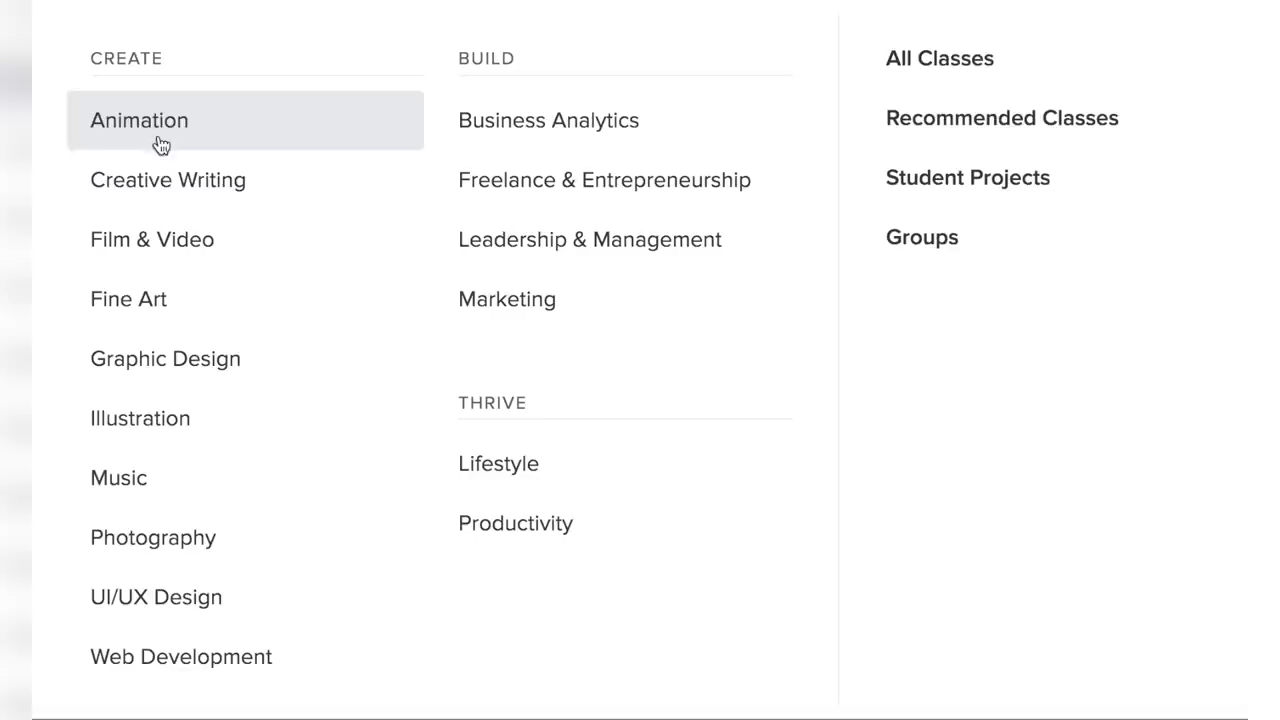 CREATE
Animation
Creative Writing
Film & Video
Fine Art
Graphic Design
Illustration
Music
Photography
UI/UX Design
Web Development
BUILD
Business Analytics
Freelance & Entrepreneurship
Leadership & Management
Marketing
THRIVE
Lifestyle
Productivity
All Classes
Recommended Classes
Student Projects
Groups